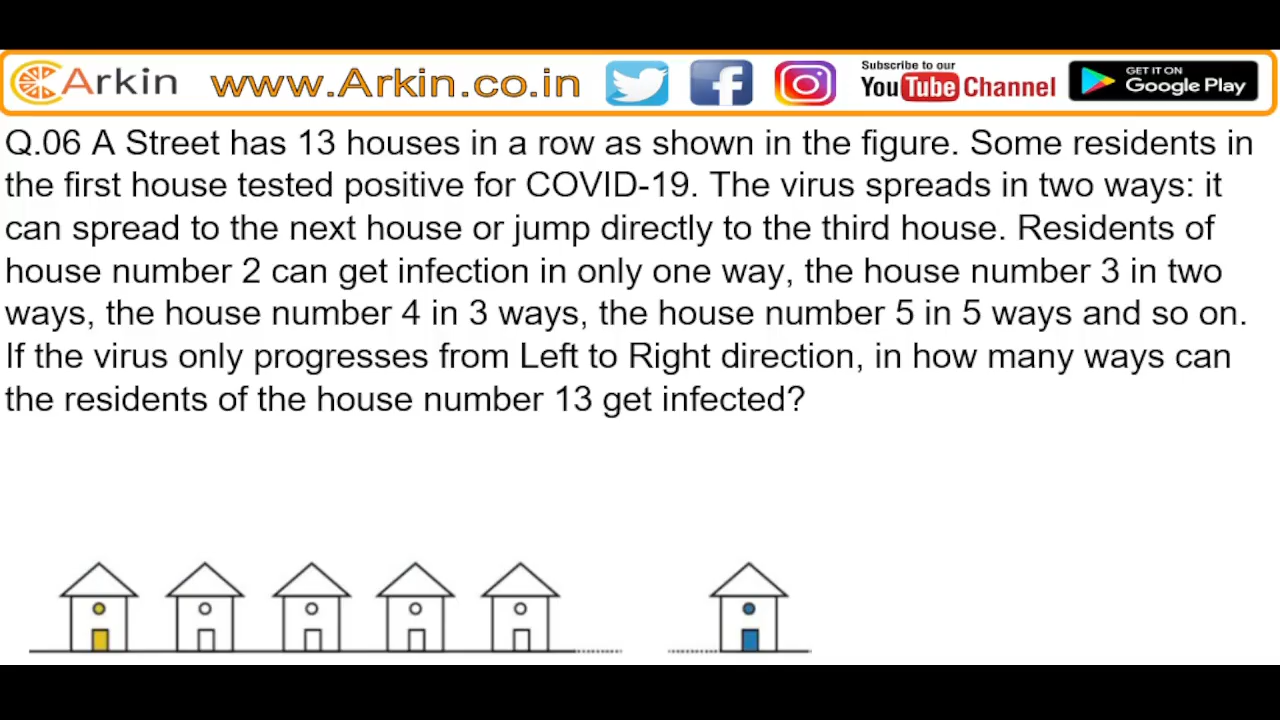 Arkin www.Arkin.co.in Subscribe to our YouTube Channel GET IT ON Google Play
Q.06 A Street has 13 houses in a row as shown in the figure. Some residents in
the first house tested positive for COVID-19. The virus spreads in two ways: it
can spread to the next house or jump directly to the third house. Residents of
house number 2 can get infection in only one way, the house number 3 in two
ways, the house number 4 in 3 ways, the house number 5 in 5 ways and so on.
If the virus only progresses from Left to Right direction, in how many ways can
the residents of the house number 13 get infected?